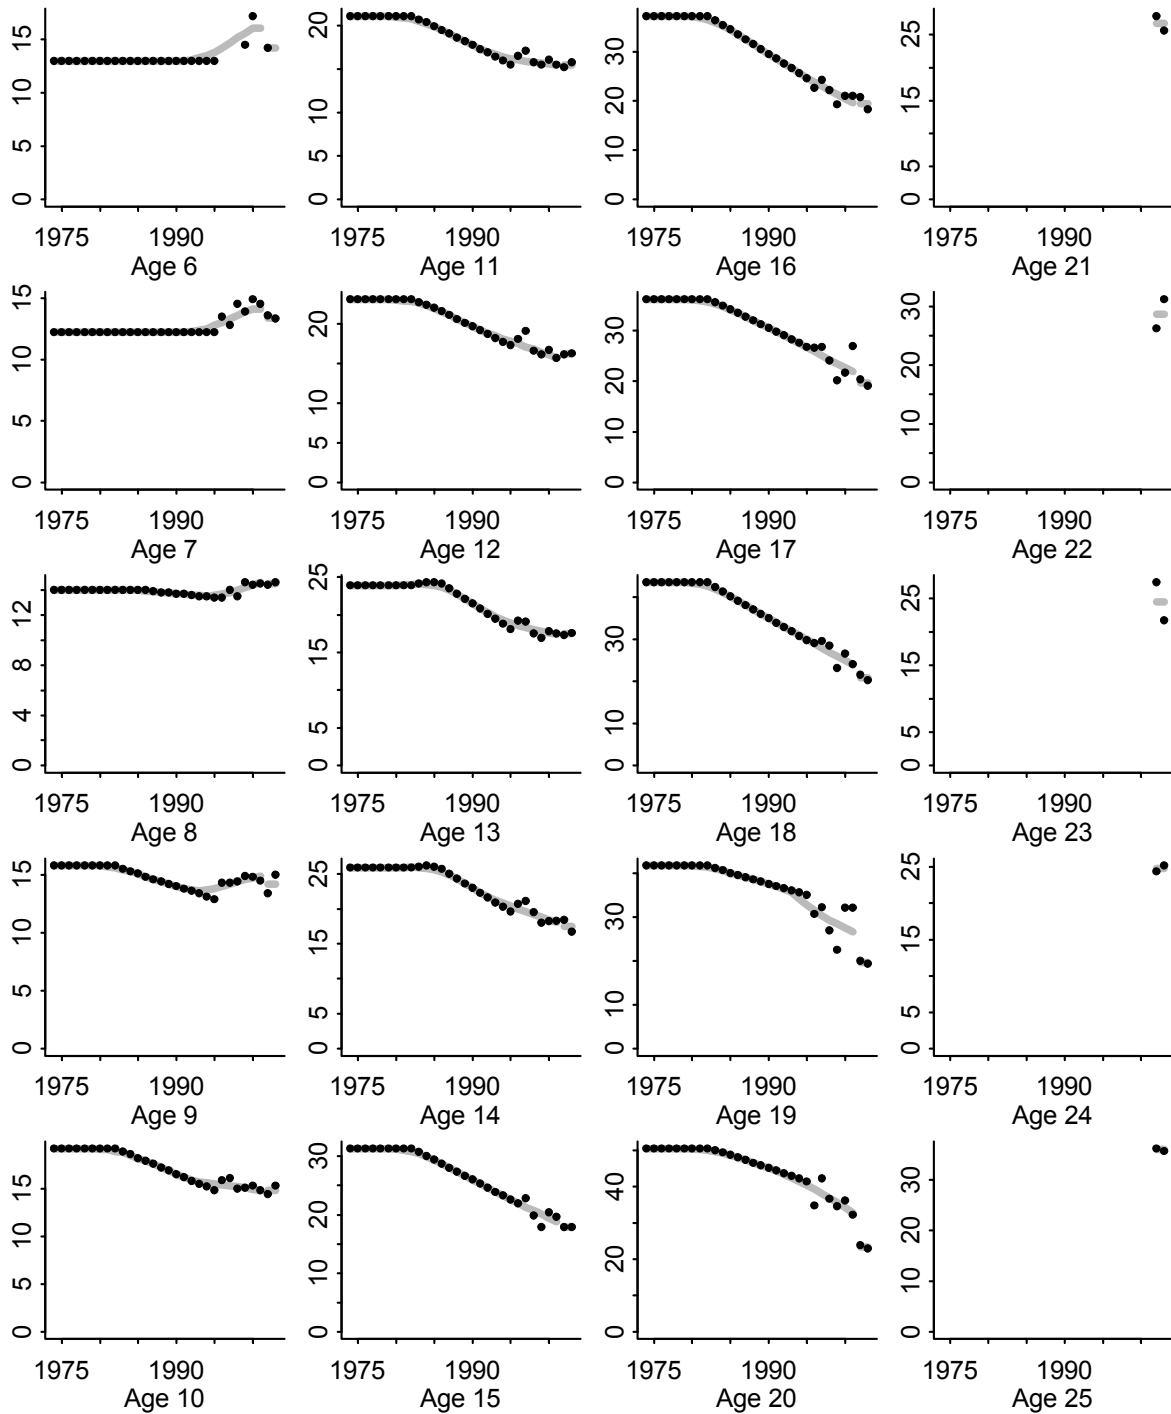 0 5 10 15
1975 1990
Age 6
0 5 10 20
1975 1990
Age 11
0 10 20 30
1975 1990
Age 16
0 5 15 25
1975 1990
Age 21
0 5 10 15
1975 1990
Age 7
0 5 10 20
1975 1990
Age 12
0 10 20 30
1975 1990
Age 17
0 5 10 20 30
1975 1990
Age 22
0 4 8 12
1975 1990
Age 8
0 5 15 25
1975 1990
Age 13
0 10 30
1975 1990
Age 18
0 5 15 25
1975 1990
Age 23
0 5 10 15
1975 1990
Age 9
0 5 15 25
1975 1990
Age 14
0 10 30
1975 1990
Age 19
0 5 15 25
1975 1990
Age 24
0 5 10 15
1975 1990
Age 10
0 10 20 30
1975 1990
Age 15
0 20 40
1975 1990
Age 20
0 10 20 30
1975 1990
Age 25